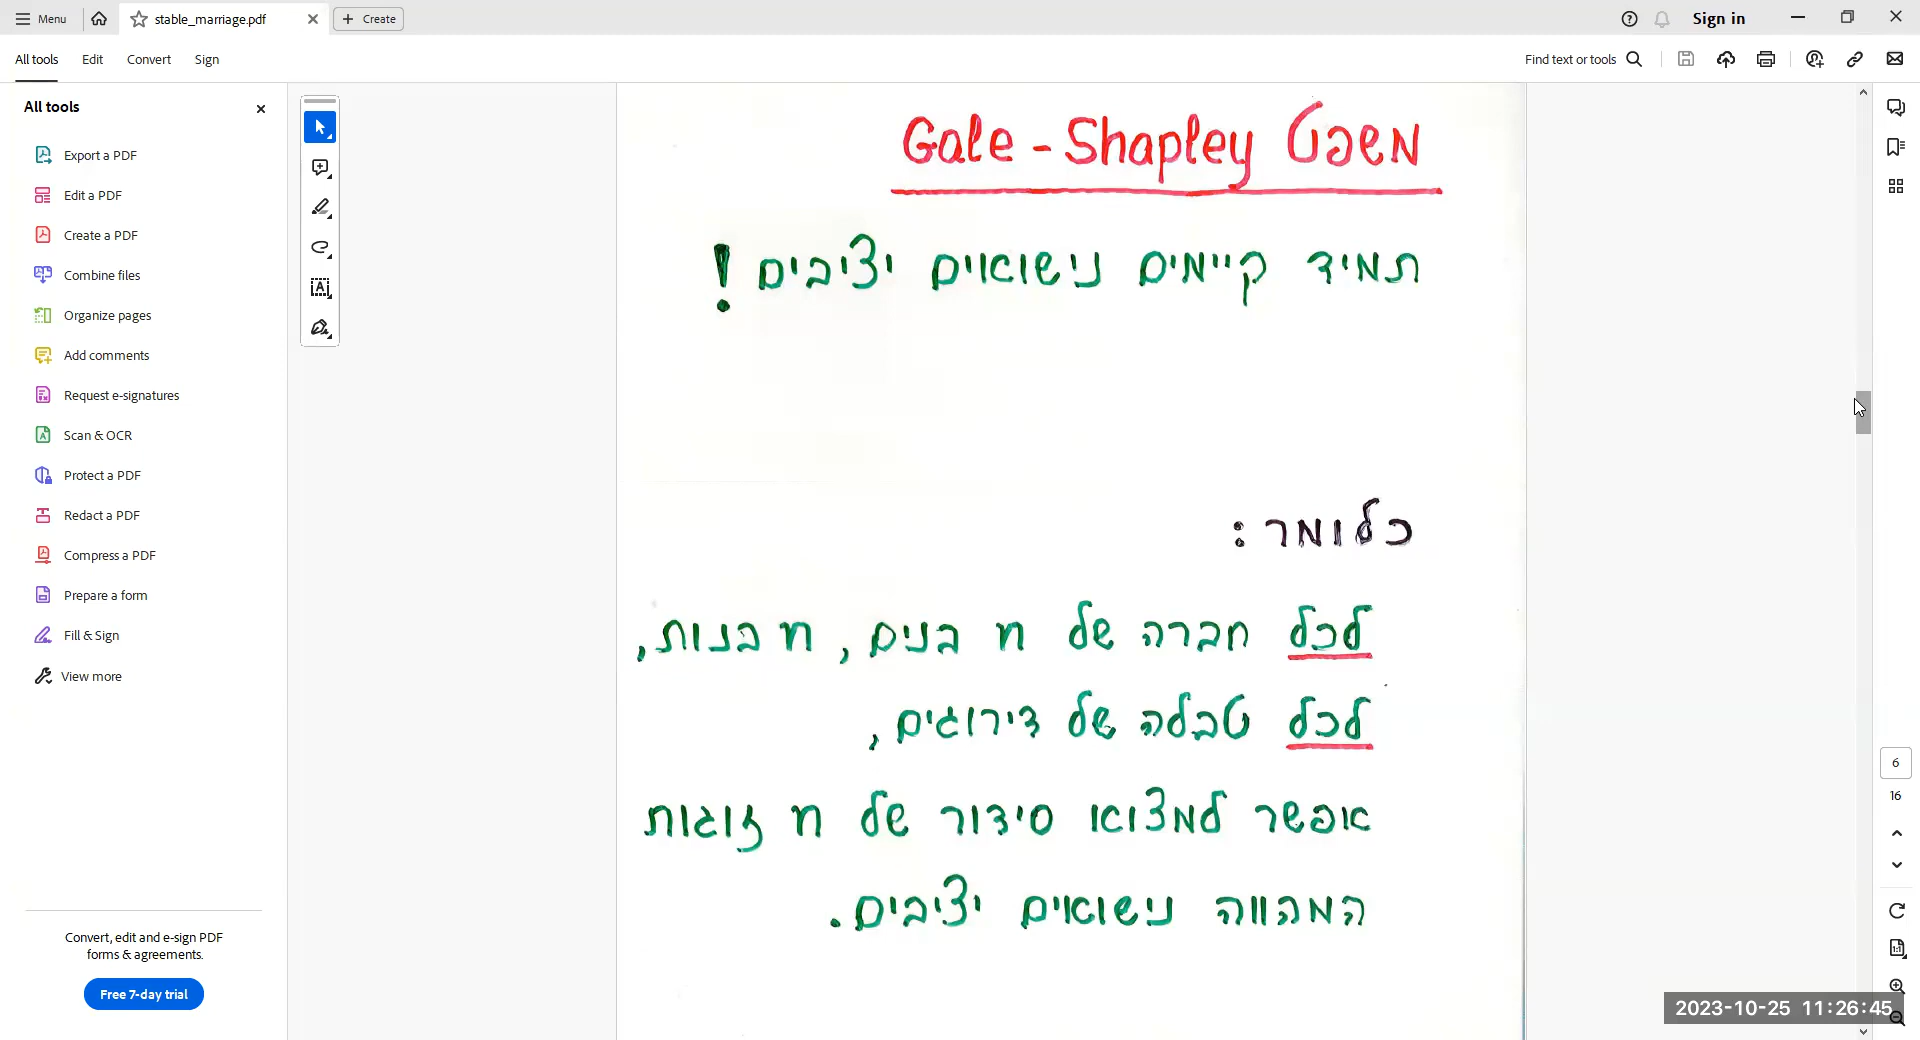 Menu
stable_marriage.pdf
Create
Sign in
All tools
Edit
Convert
Sign
Find text or tools
All tools
Export a PDF
Edit a PDF
Create a PDF
Combine files
Organize pages
Add comments
Request e-signatures
Scan & OCR
Protect a PDF
Redact a PDF
Compress a PDF
Prepare a form
Fill & Sign
View more
Convert, edit and e-sign PDF
forms & agreements.
Free 7-day trial
משפט Gale - Shapley
תמיד קיימים נישואים יציבים!
כלומר:
לכל חברה של n בנים, n בנות,
לכל טבלה של דירוגים,
אפשר למצוא סידור של n זוגות
המהווה נישואים יציבים.
6
16
2023-10-25 11:26:45